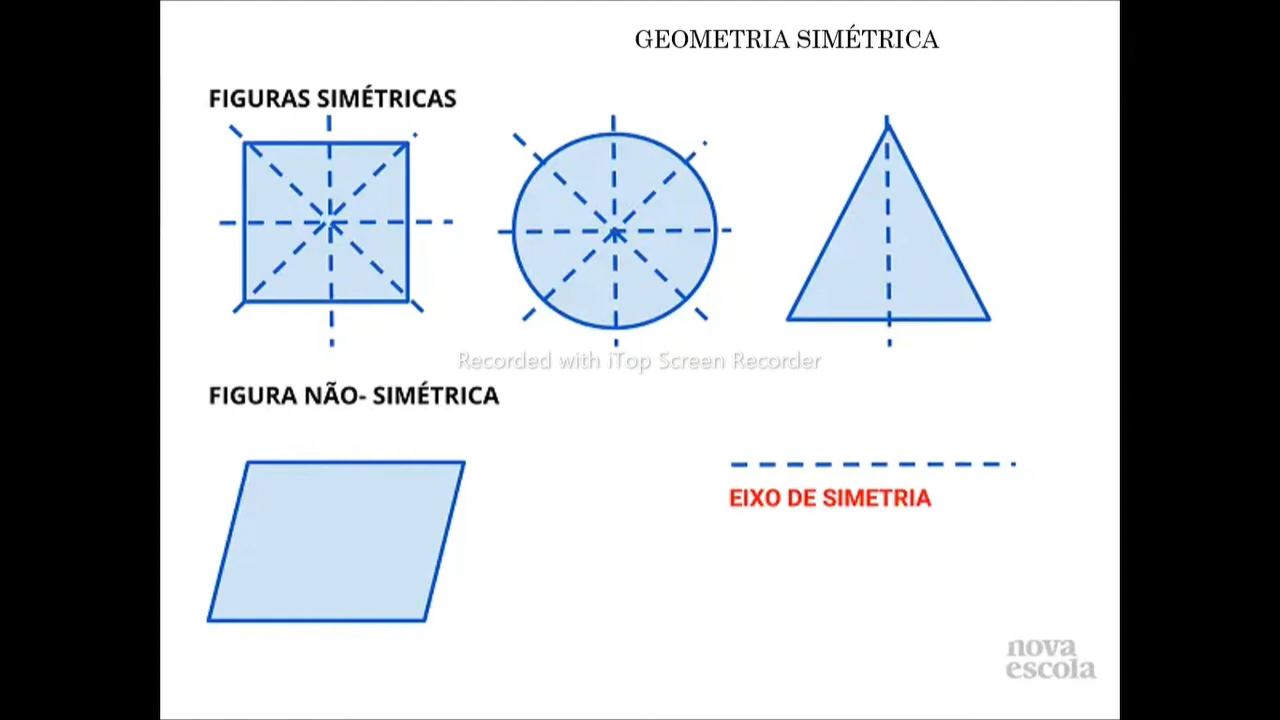 GEOMETRIA SIMÉTRICA
FIGURAS SIMÉTRICAS
Recorded with iTop Screen Recorder
FIGURA NÃO- SIMÉTRICA
EIXO DE SIMETRIA
nova
escola